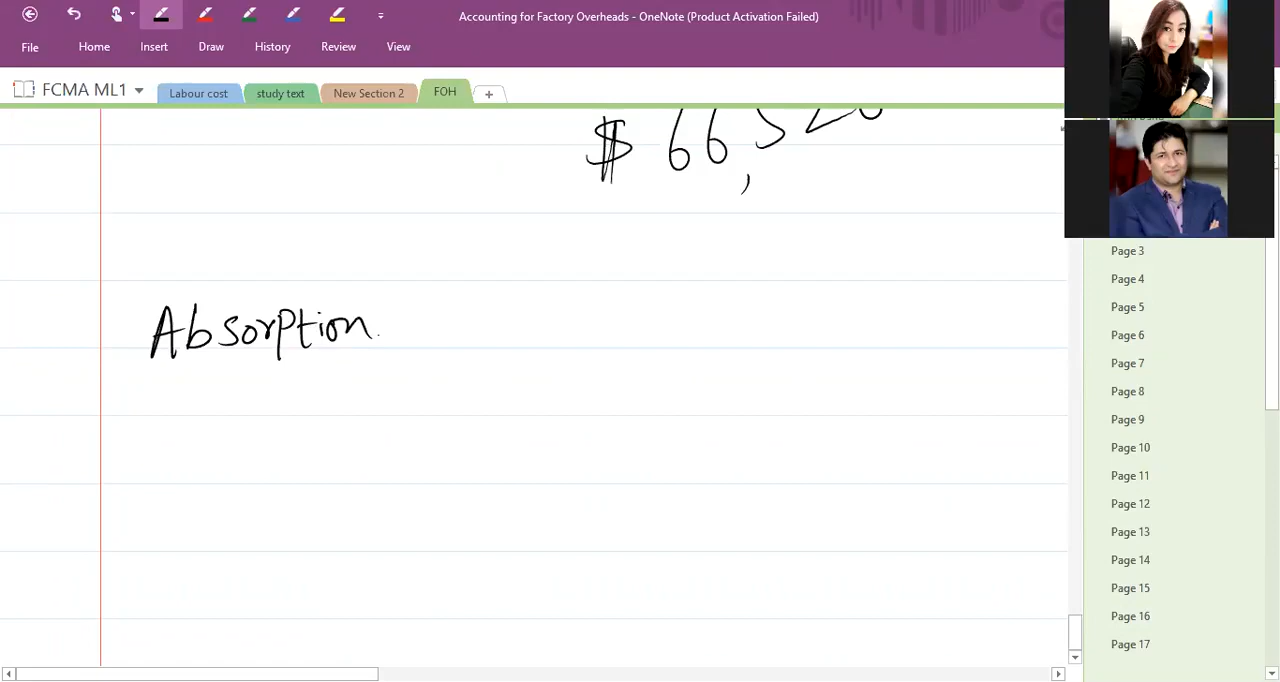 Accounting for Factory Overheads - OneNote (Product Activation Failed)
File Home Insert Draw History Review View
FCMA ML1 Labour cost study text New Section 2 FOH
Page 3
Page 4
Page 5
Page 6
Page 7
Page 8
Page 9
Page 10
Page 11
Page 12
Page 13
Page 14
Page 15
Page 16
Page 17
Absorption